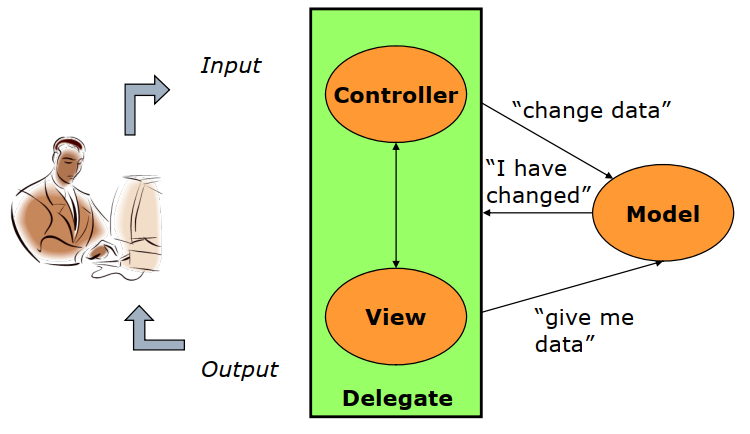 Input
Controller
“change data”
“I have
changed”
Model
View
“give me
data”
Output
Delegate